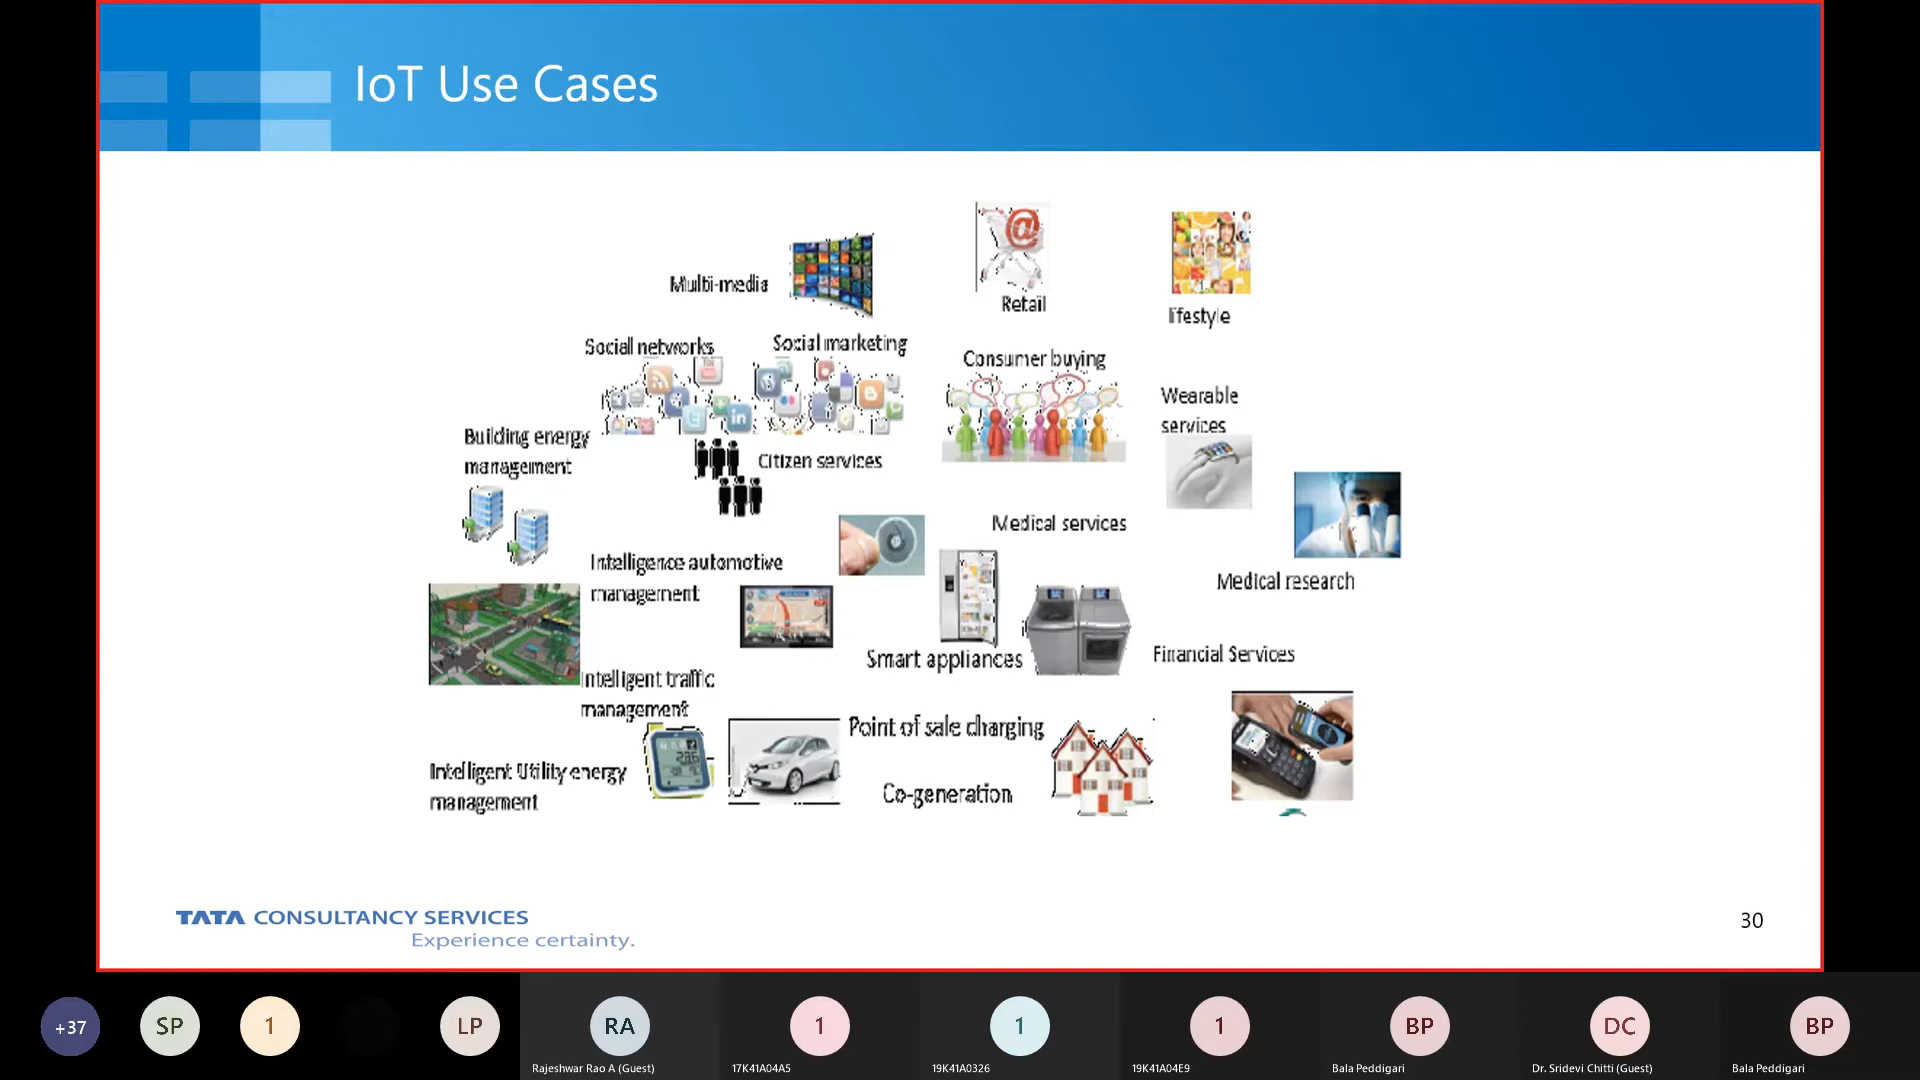 IoT Use Cases
Multi-media
Retail
lifestyle
Sociall networks
Social marketing
Consumer buying
Wearable
services
Building energy
management
Citizen services
Medical services
Intelligence automotive
management
Medical research
Smart appliances
Financial Services
Intelligent traffic
management
Point of sale charging
Intelligent Utility energy
management
Co-generation
TATA CONSULTANCY SERVICES
Experience certainty.
30
+37
SP
1
LP
RA
1
1
1
BP
DC
BP
Rajeshwar Rao A (Guest)
17K41A04A5
19K41A0326
19K41A04E9
Bala Peddigari
Dr. Sridevi Chitti (Guest)
Bala Peddigari